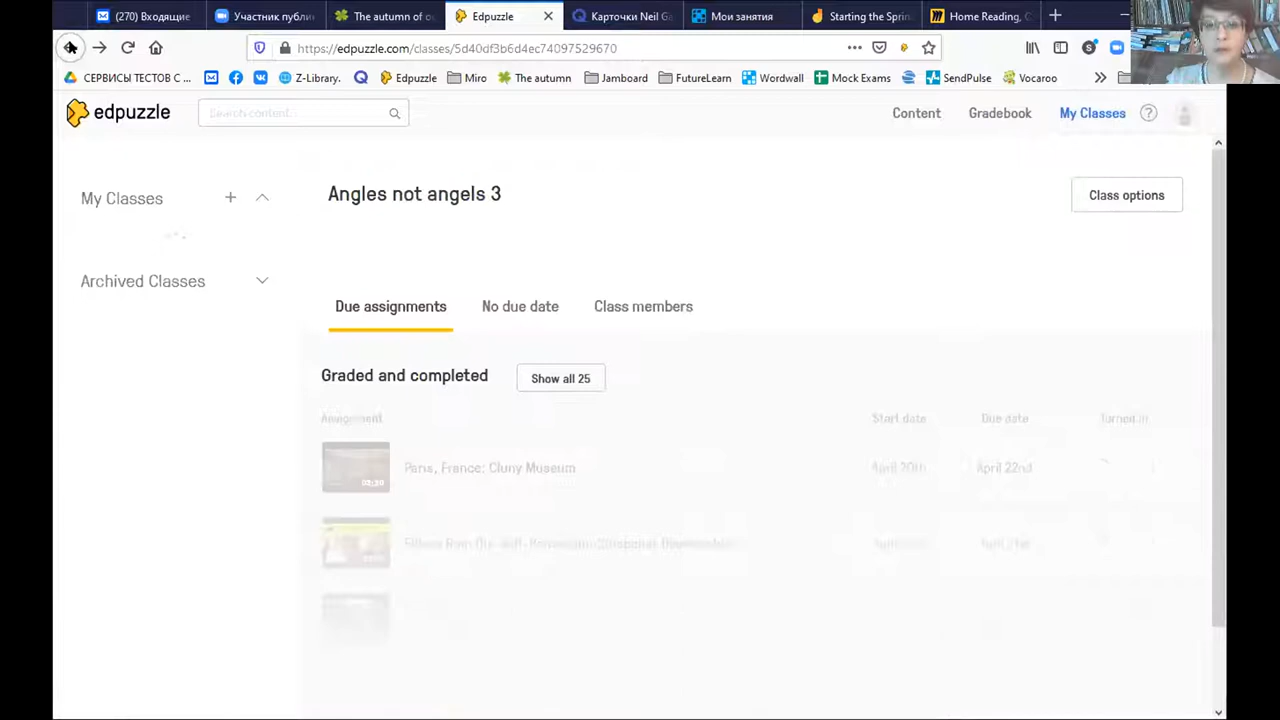 (270) Входящие
Участник публи
The autumn of o
Edpuzzle
Карточки Neil Ga
Мои занятия
Starting the Sprin
Home Reading, C
https://edpuzzle.com/classes/5d40df3b6d4ec74097529670
СЕРВИСЫ ТЕСТОВ С ...
Z-Library.
Edpuzzle
Miro
The autumn
Jamboard
FutureLearn
Wordwall
Mock Exams
SendPulse
Vocaroo
edpuzzle
Search content...
Content
Gradebook
My Classes
My Classes
Angles not angels 3
Class options
Archived Classes
Due assignments
No due date
Class members
Graded and completed
Show all 25
Assignment
Start date
Due date
Turned in
Paris, France: Cluny Museum
April 20th
April 22nd